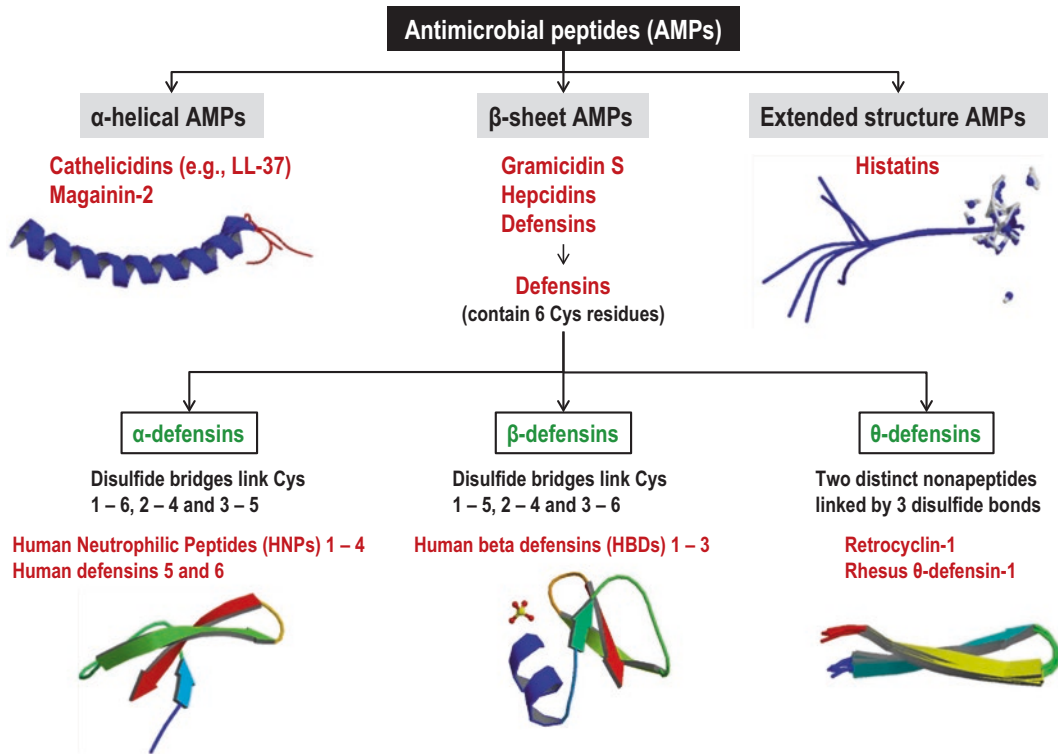 Antimicrobial peptides (AMPs)
α-helical AMPs
Cathelicidins (e.g., LL-37)
Magainin-2
β-sheet AMPs
Gramicidin S
Hepcidins
Defensins
Defensins
(contain 6 Cys residues)
Extended structure AMPs
Histatins
α-defensins
Disulfide bridges link Cys
1 – 6, 2 – 4 and 3 – 5
Human Neutrophilic Peptides (HNPs) 1 – 4
Human defensins 5 and 6
β-defensins
Disulfide bridges link Cys
1 – 5, 2 – 4 and 3 – 6
Human beta defensins (HBDs) 1 – 3
θ-defensins
Two distinct nonapeptides
linked by 3 disulfide bonds
Retrocyclin-1
Rhesus θ-defensin-1